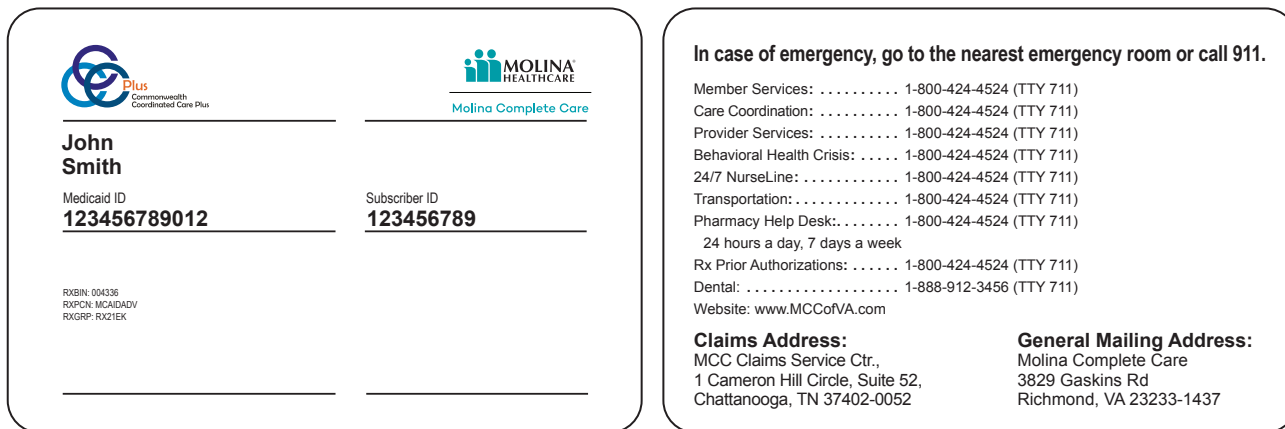 Plus
Commonwealth
Coordinated Care Plus
MOLINA®
HEALTHCARE
Molina Complete Care
John
Smith
Medicaid ID
123456789012
Subscriber ID
123456789
RXBIN: 004336
RXPCN: MCAIDADV
RXGRP: RX21EK
In case of emergency, go to the nearest emergency room or call 911.
Member Services: . . . . . . . . . . 1-800-424-4524 (TTY 711)
Care Coordination: . . . . . . . . . . 1-800-424-4524 (TTY 711)
Provider Services: . . . . . . . . . . 1-800-424-4524 (TTY 711)
Behavioral Health Crisis: . . . . . 1-800-424-4524 (TTY 711)
24/7 NurseLine: . . . . . . . . . . . . 1-800-424-4524 (TTY 711)
Transportation: . . . . . . . . . . . . . 1-800-424-4524 (TTY 711)
Pharmacy Help Desk: . . . . . . . . 1-800-424-4524 (TTY 711)
24 hours a day, 7 days a week
Rx Prior Authorizations: . . . . . . 1-800-424-4524 (TTY 711)
Dental: . . . . . . . . . . . . . . . . . . . 1-888-912-3456 (TTY 711)
Website: www.MCCofVA.com
Claims Address:
MCC Claims Service Ctr.,
1 Cameron Hill Circle, Suite 52,
Chattanooga, TN 37402-0052
General Mailing Address:
Molina Complete Care
3829 Gaskins Rd
Richmond, VA 23233-1437